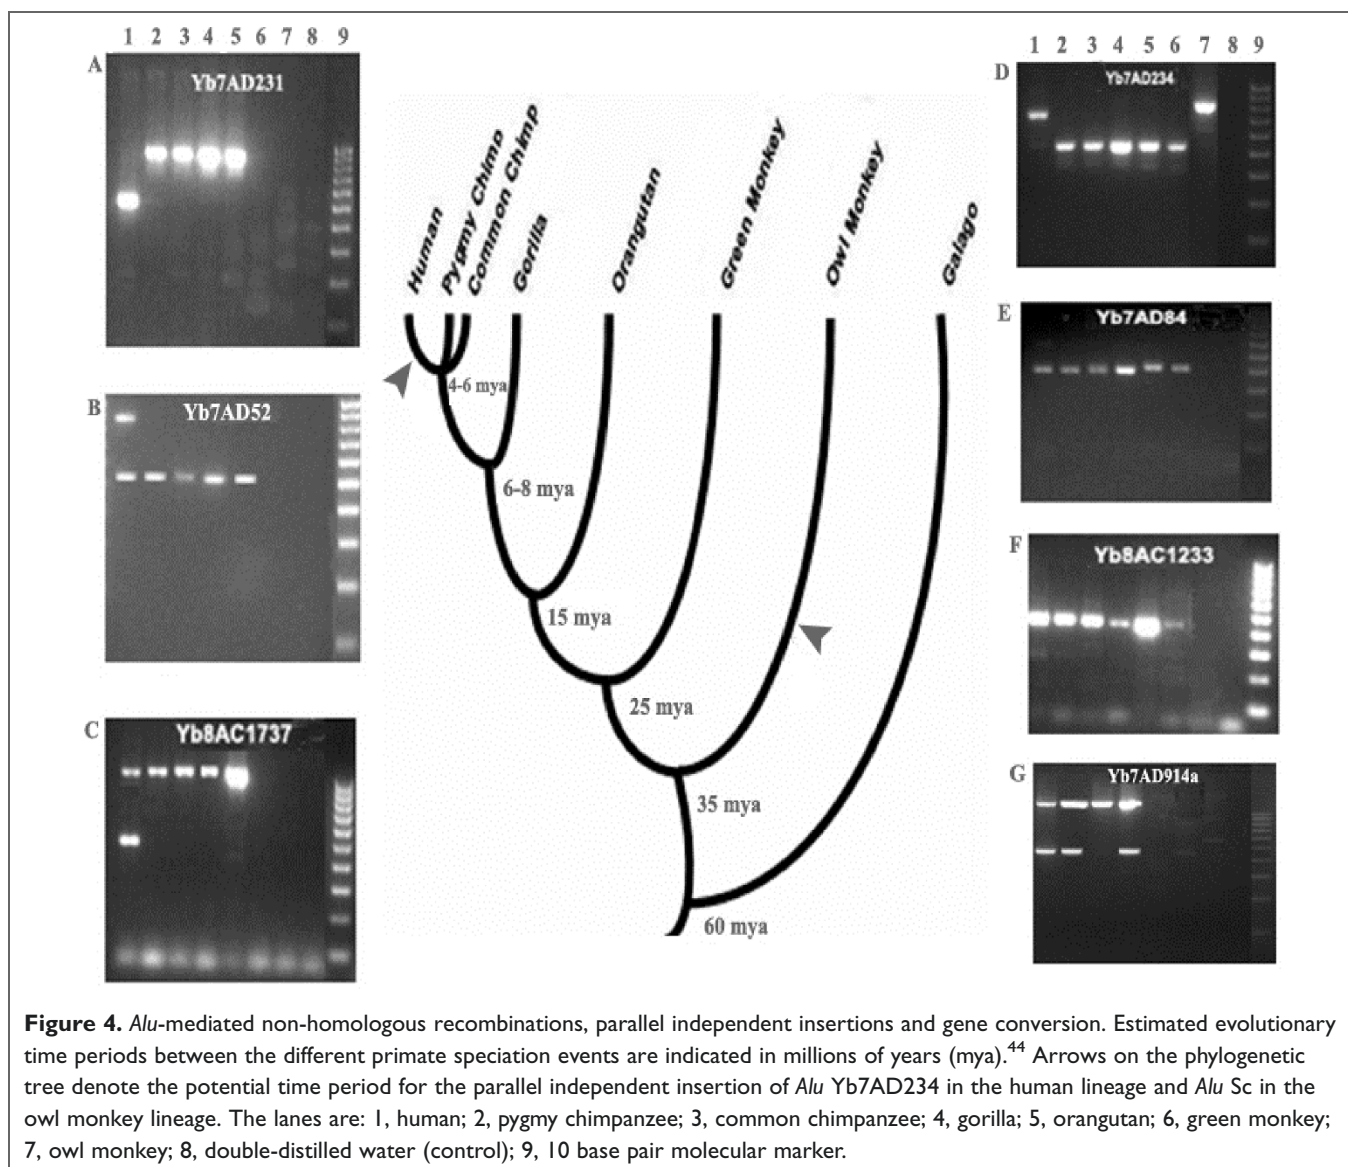 1 2 3 4 5 6 7 8 9
A
Yb7AD231
B
Yb7AD52
C
Yb8AC1737
Human
Pygmy Chimp
Common Chimp
Gorilla
Orangutan
Green Monkey
Owl Monkey
Galago
4-6 mya
6-8 mya
15 mya
25 mya
35 mya
60 mya
1 2 3 4 5 6 7 8 9
D
Yb7AD234
E
Yb7AD84
F
Yb8AC1233
G
Yb7AD914a
Figure 4. Alu-mediated non-homologous recombinations, parallel independent insertions and gene conversion. Estimated evolutionary
time periods between the different primate speciation events are indicated in millions of years (mya).44 Arrows on the phylogenetic
tree denote the potential time period for the parallel independent insertion of Alu Yb7AD234 in the human lineage and Alu Sc in the
owl monkey lineage. The lanes are: 1, human; 2, pygmy chimpanzee; 3, common chimpanzee; 4, gorilla; 5, orangutan; 6, green monkey;
7, owl monkey; 8, double-distilled water (control); 9, 10 base pair molecular marker.